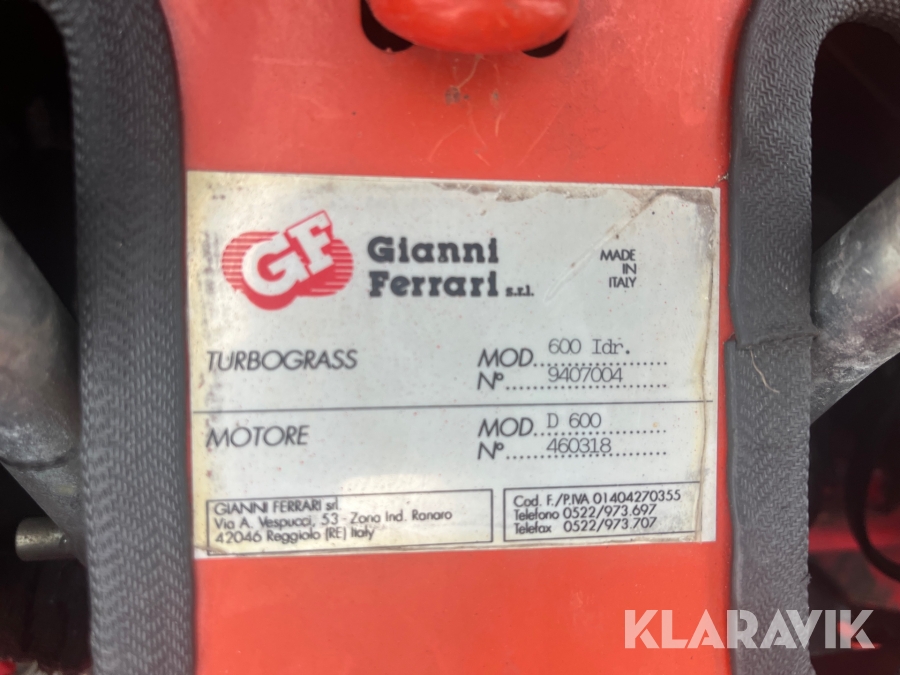 GF
Gianni
Ferrari s.r.l.
MADE
IN
ITALY
TURBOGRASS
MOD. 600 Idr.
N° 9407004
MOTORE
MOD. D 600
N° 460318
GIANNI FERRARI srl
Via A. Vespucci, 53 - Zona Ind. Ranaro
42046 Reggiolo (RE) Italy
Cod. F./P.IVA 01404270355
Telefono 0522/973.697
Telefax 0522/973.707
KLARAVIK